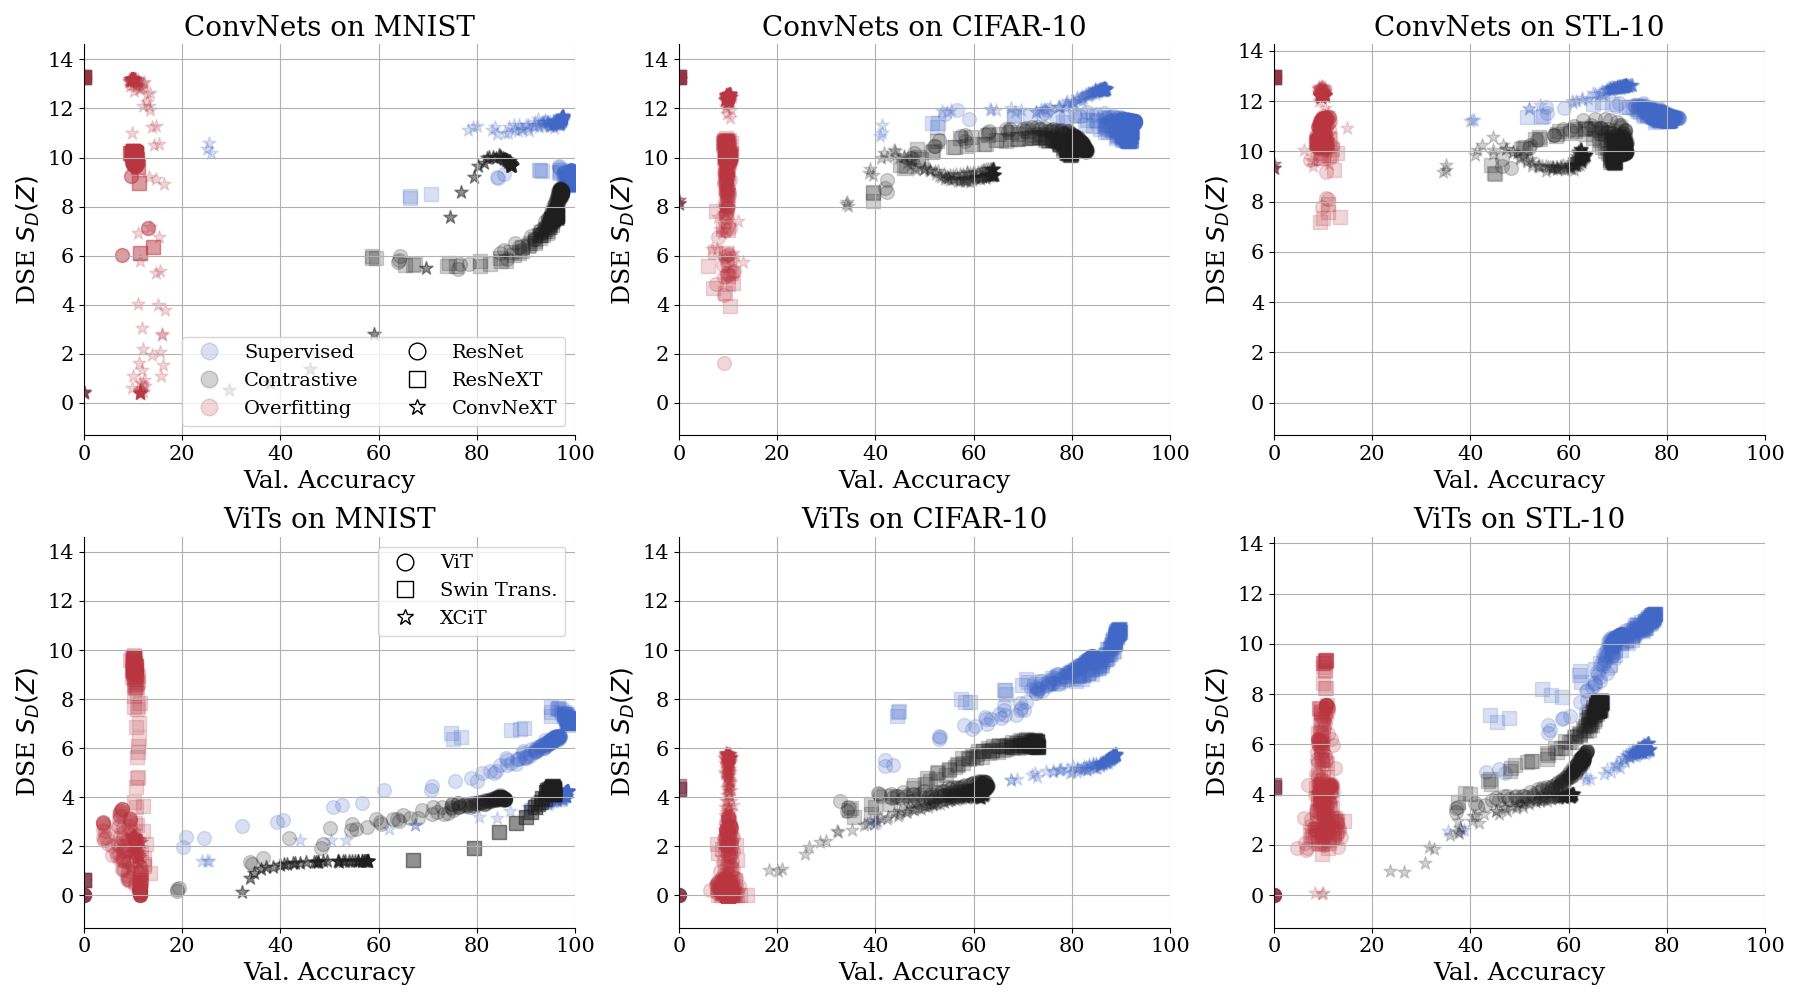 ConvNets on MNIST
ConvNets on CIFAR-10
ConvNets on STL-10
DSE S_D(Z)
14
12
10
8
6
4
2
0
Supervised
Contrastive
Overfitting
ResNet
ResNeXT
ConvNeXT
0 20 40 60 80 100
Val. Accuracy
DSE S_D(Z)
14
12
10
8
6
4
2
0
0 20 40 60 80 100
Val. Accuracy
DSE S_D(Z)
14
12
10
8
6
4
2
0
0 20 40 60 80 100
Val. Accuracy
ViTs on MNIST
ViTs on CIFAR-10
ViTs on STL-10
DSE S_D(Z)
14
12
10
8
6
4
2
0
ViT
Swin Trans.
XCiT
0 20 40 60 80 100
Val. Accuracy
DSE S_D(Z)
14
12
10
8
6
4
2
0
0 20 40 60 80 100
Val. Accuracy
DSE S_D(Z)
14
12
10
8
6
4
2
0
0 20 40 60 80 100
Val. Accuracy